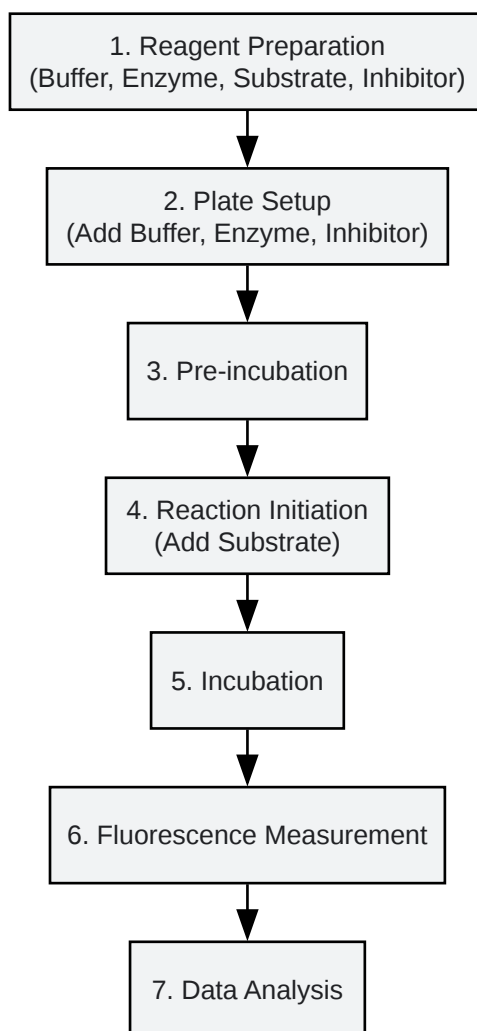 1. Reagent Preparation
(Buffer, Enzyme, Substrate, Inhibitor)
2. Plate Setup
(Add Buffer, Enzyme, Inhibitor)
3. Pre-incubation
4. Reaction Initiation
(Add Substrate)
5. Incubation
6. Fluorescence Measurement
7. Data Analysis